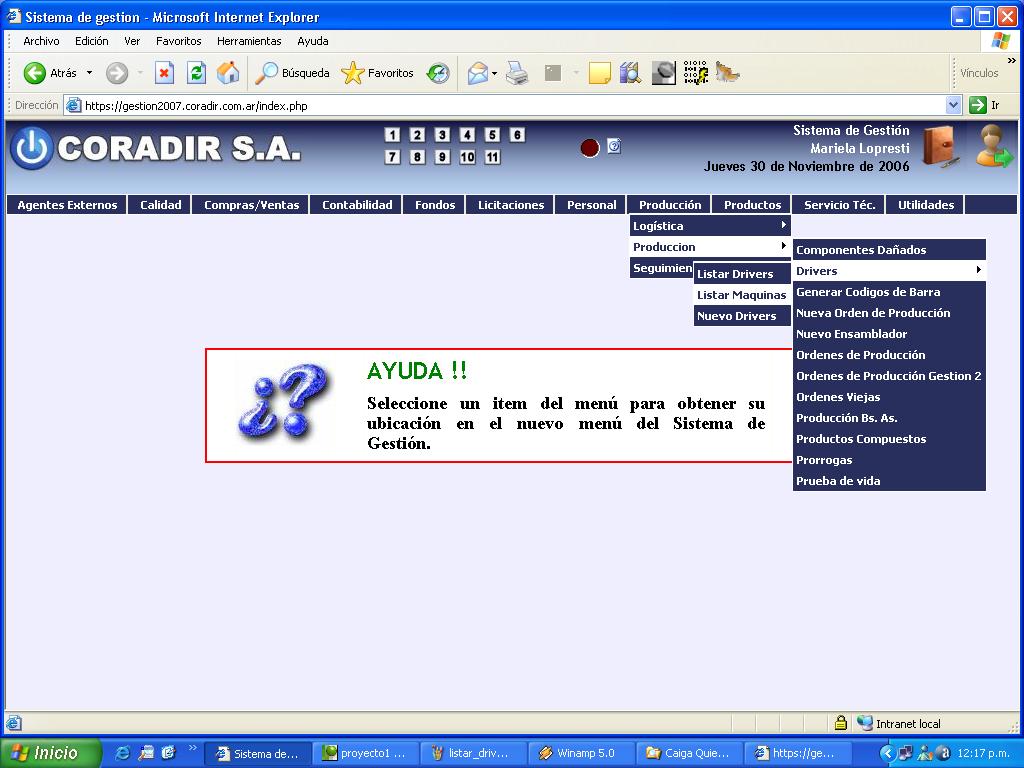 Sistema de gestion - Microsoft Internet Explorer
Archivo Edición Ver Favoritos Herramientas Ayuda
Atrás Búsqueda Favoritos Vínculos »
Dirección https://gestion2007.coradir.com.ar/index.php Ir
CORADIR S.A.
1 2 3 4 5 6
7 8 9 10 11
Sistema de Gestión
Mariela Lopresti
Jueves 30 de Noviembre de 2006
Agentes Externos Calidad Compras/Ventas Contabilidad Fondos Licitaciones Personal Producción Productos Servicio Téc. Utilidades
Logística
Produccion
Seguimien
Listar Drivers
Listar Maquinas
Nuevo Drivers
Componentes Dañados
Drivers
Generar Codigos de Barra
Nueva Orden de Producción
Nuevo Ensamblador
Ordenes de Producción
Ordenes de Producción Gestion 2
Ordenes Viejas
Producción Bs. As.
Productos Compuestos
Prorrogas
Prueba de vida
¿?
AYUDA !!
Seleccione un item del menú para obtener su
ubicación en el nuevo menú del Sistema de
Gestión.
Intranet local
Inicio » Sistema de... proyecto1 ... listar_driv... Winamp 5.0 Caiga Quie... https://ge... 12:17 p.m.